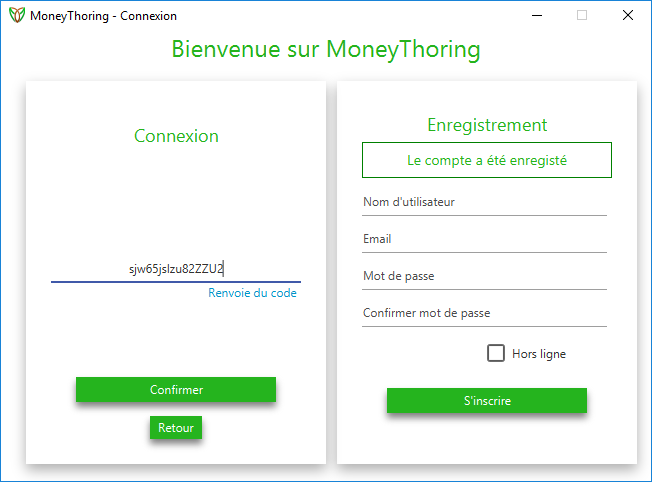 MoneyThoring - Connexion
Bienvenue sur MoneyThoring
Connexion
sjw65jslzu82ZZU2
Renvoie du code
Confirmer
Retour
Enregistrement
Le compte a été enregisté
Nom d'utilisateur
Email
Mot de passe
Confirmer mot de passe
Hors ligne
S'inscrire